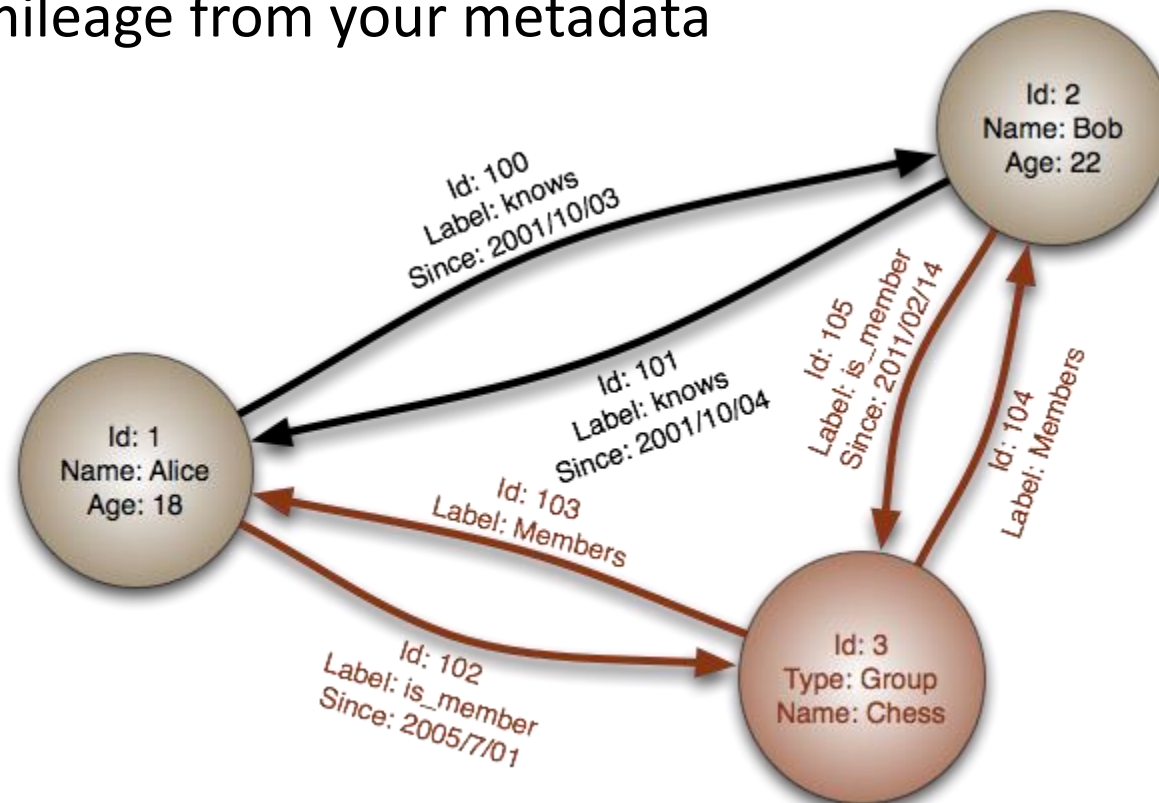 mileage from your metadata
Id: 2
Name: Bob
Age: 22
Id: 100
Label: knows
Since: 2001/10/03
Id: 101
Label: knows
Since: 2001/10/04
Id: 105
Label: is_member
Since: 2011/02/14
Id: 104
Label: Members
Id: 1
Name: Alice
Age: 18
Id: 103
Label: Members
Id: 102
Label: is_member
Since: 2005/7/01
Id: 3
Type: Group
Name: Chess